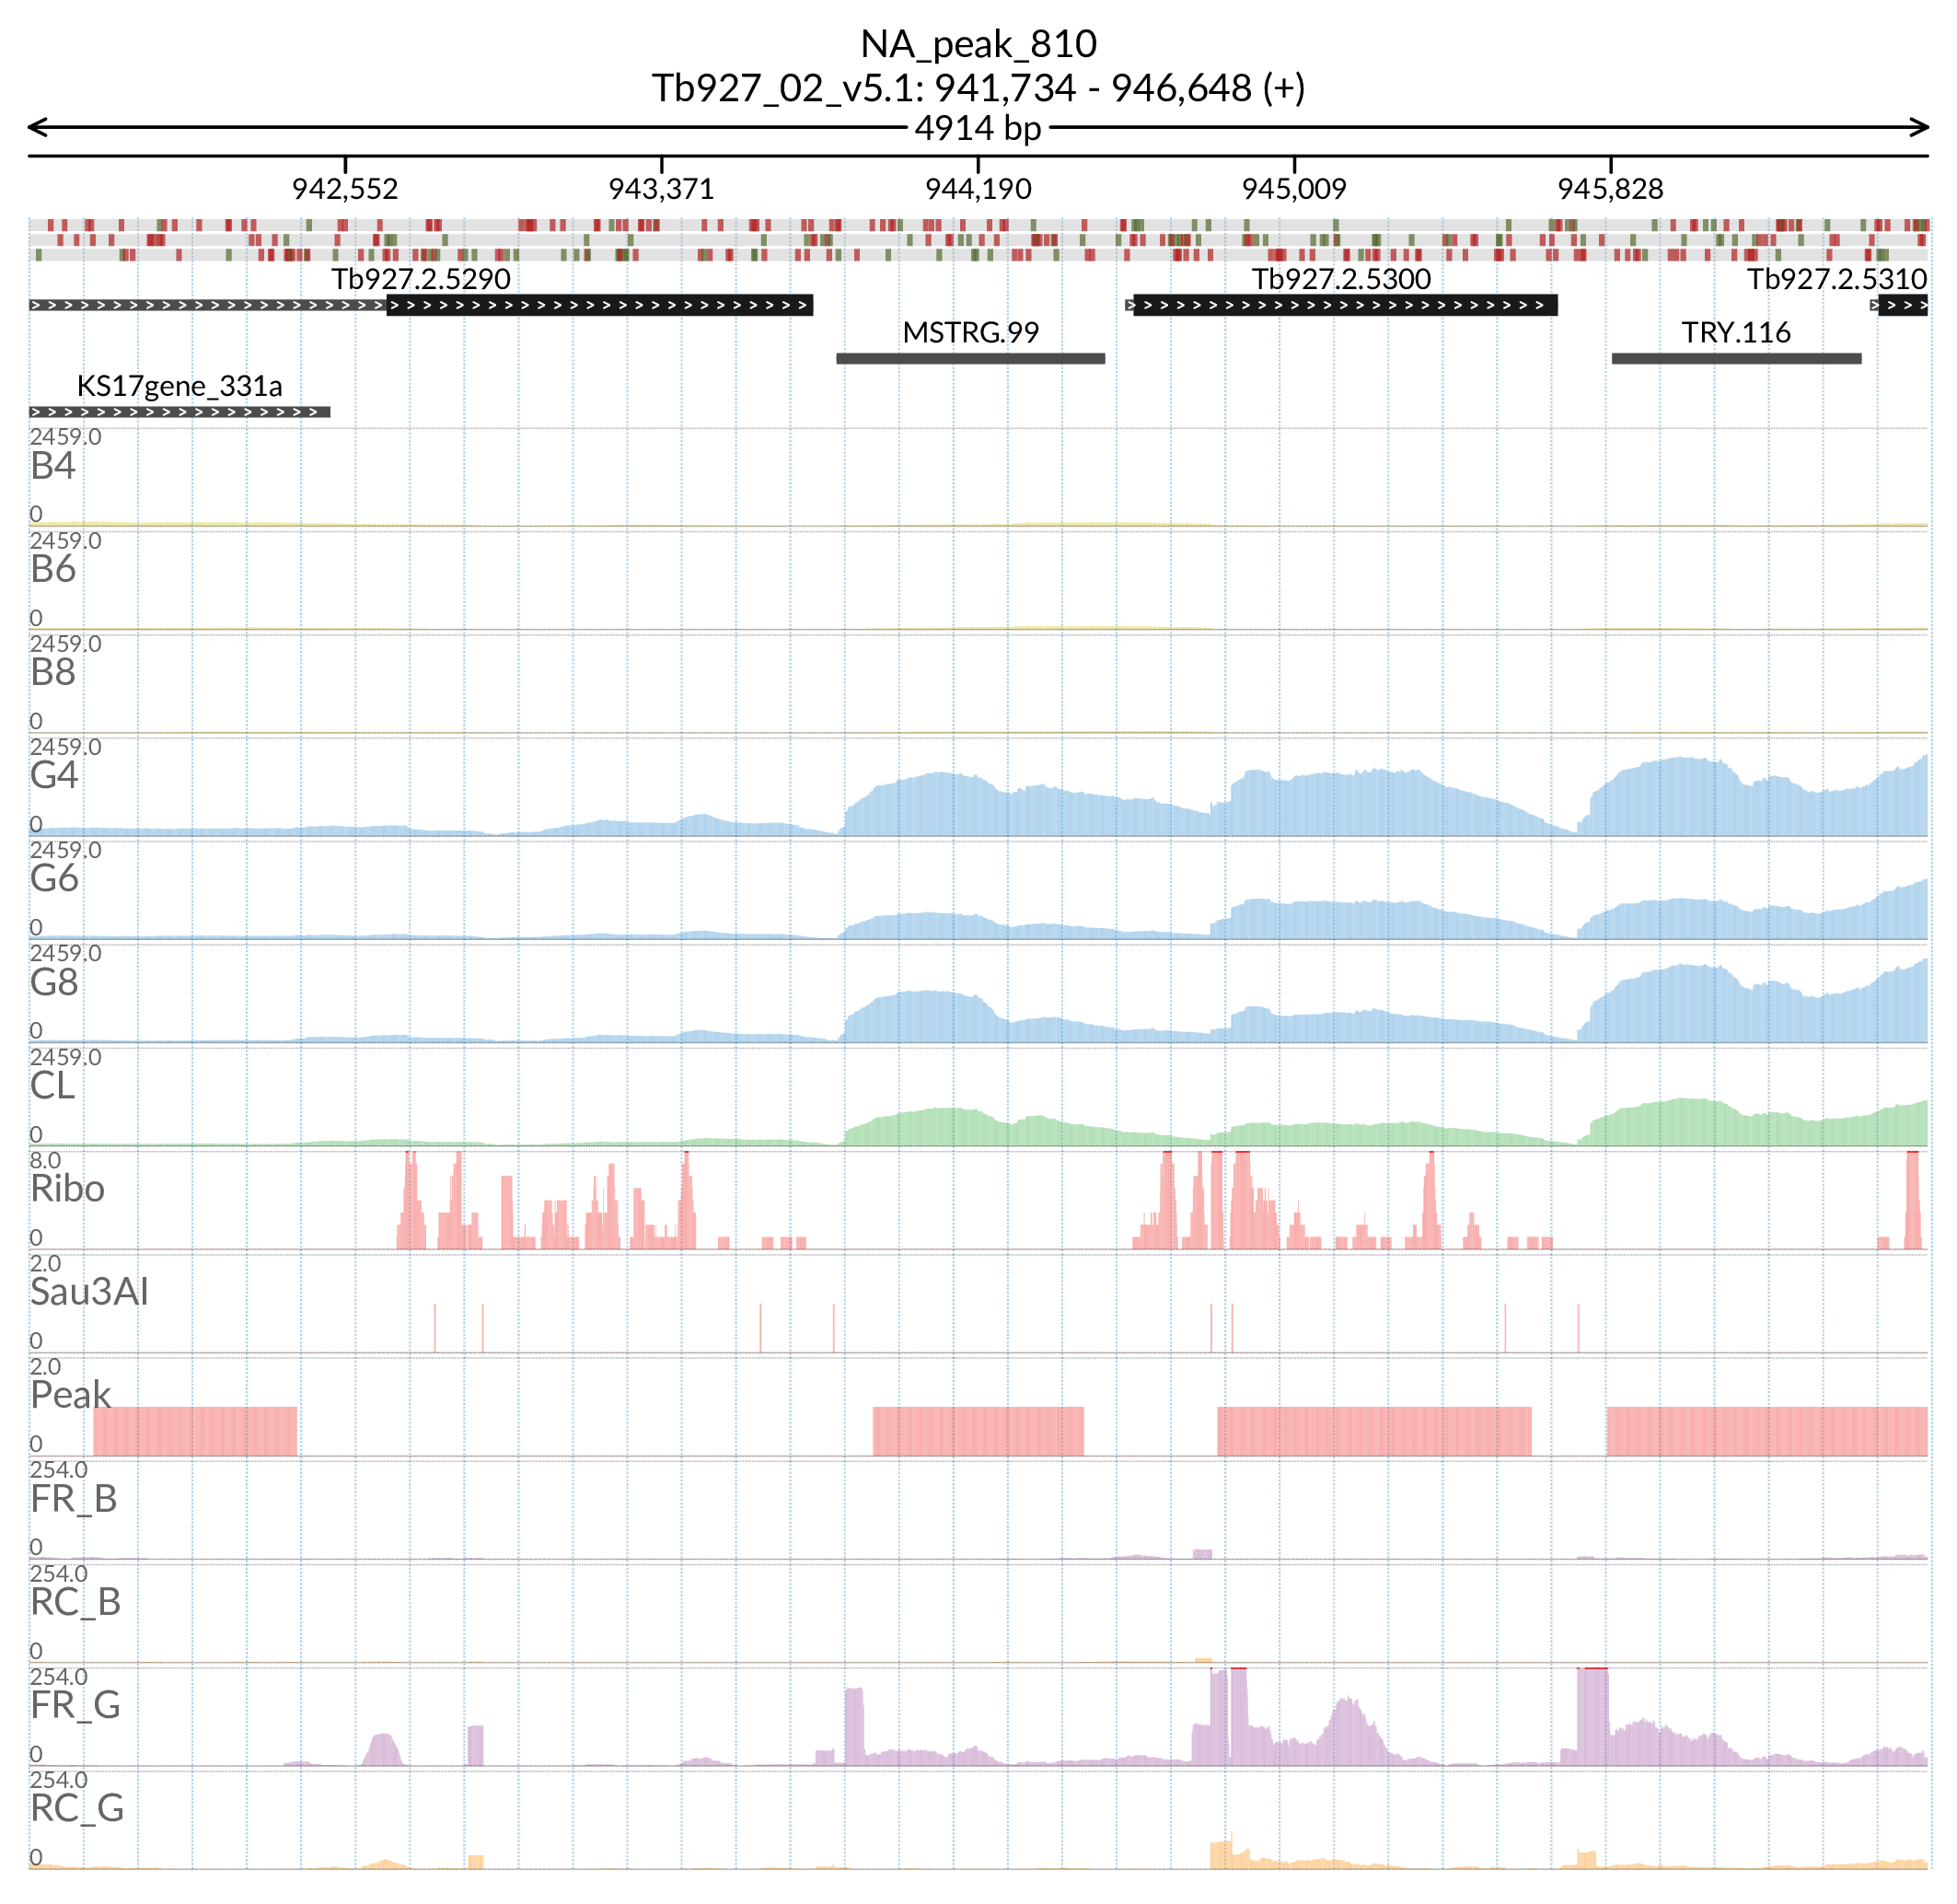 NA_peak_810
Tb927_02_v5.1: 941,734 - 946,648 (+)
4914 bp
942,552 943,371 944,190 945,009 945,828
Tb927.2.5290 Tb927.2.5300 Tb927.2.5310
MSTRG.99 TRY.116
KS17gene_331a
2459.0
B4
0
2459.0
B6
0
2459.0
B8
0
2459.0
G4
0
2459.0
G6
0
2459.0
G8
0
2459.0
CL
0
8.0
Ribo
0
2.0
Sau3AI
0
2.0
Peak
0
254.0
FR_B
0
254.0
RC_B
0
254.0
FR_G
0
254.0
RC_G
0